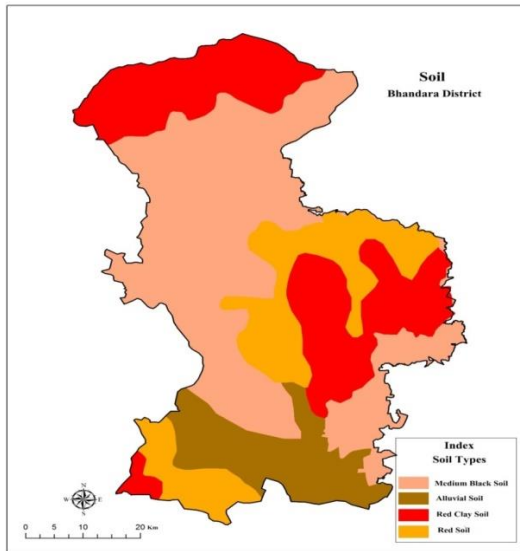 Soil
Bhandara District
Index
Soil Types
Medium Black Soil
Alluvial Soil
Red Clay Soil
Red Soil
N
W E
S
0 5 10 20 Km